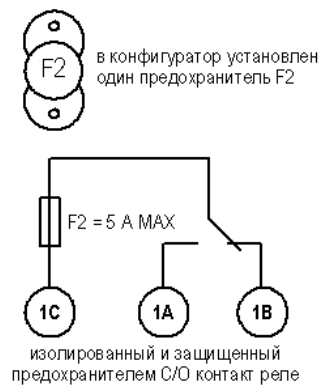 F2
в конфигуратор установлен
один предохранитель F2
F2 = 5 A MAX
1C
1A
1B
изолированный и защищенный
предохранителем C/O контакт реле